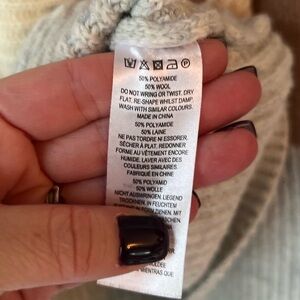 50% POLYAMIDE
50% WOOL
DO NOT WRING OR TWIST. DRY
FLAT. RE-SHAPE WHILST DAMP.
WASH WITH SIMILAR COLOURS.
MADE IN CHINA
50% POLYAMIDE
50% LAINE
NE PAS TORDRE NI ESSORER.
SÉCHER À PLAT. REDONNER
FORME AU VÊTEMENT ENCORE
HUMIDE. LAVER AVEC DES
COULEURS SIMILAIRES.
FABRIQUÉ EN CHINE
50% POLYAMID
50% WOLLE
NICHT AUSWRINGEN. LIEGEND
TROCKNEN, IN FEUCHTEM
MIENTRAS QUE